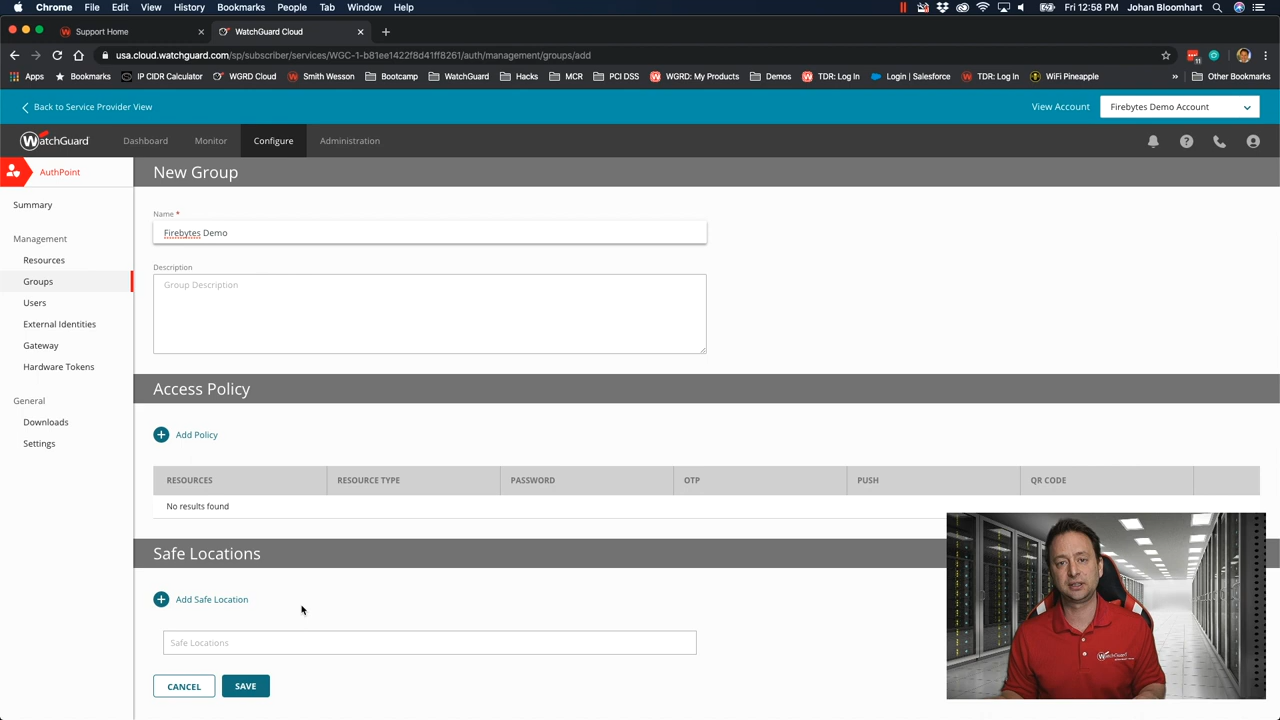 Chrome File Edit View History Bookmarks People Tab Window Help Fri 12:58 PM Johan Bloomhart
Support Home WatchGuard Cloud
usa.cloud.watchguard.com/sp/subscriber/services/WGC-1-b81ee1422f8d41ff8261/auth/management/groups/add 11
Apps Bookmarks IP CIDR Calculator WGRD Cloud Smith Wesson Bootcamp WatchGuard Hacks MCR PCI DSS WGRD: My Products Demos TDR: Log In Login | Salesforce TDR: Log In WiFi Pineapple » Other Bookmarks
Back to Service Provider View View Account Firebytes Demo Account
WatchGuard Dashboard Monitor Configure Administration
AuthPoint
Summary
Management
Resources
Groups
Users
External Identities
Gateway
Hardware Tokens
General
Downloads
Settings
New Group
Name *
Firebytes Demo
Description
Group Description
Access Policy
Add Policy
RESOURCES RESOURCE TYPE PASSWORD OTP PUSH QR CODE
No results found
Safe Locations
Add Safe Location
Safe Locations
CANCEL SAVE
WatchGuard